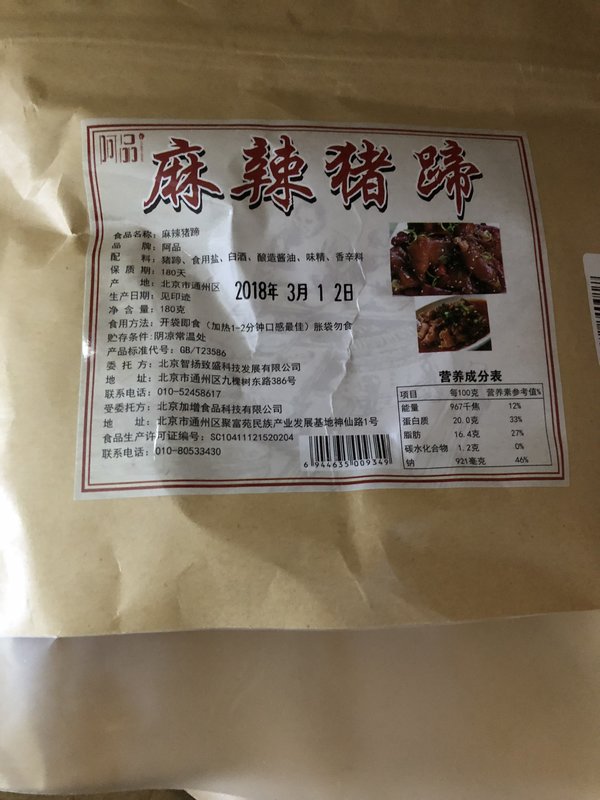 阿品
麻辣猪蹄
食品名称：麻辣猪蹄
品 牌：阿品
配 料：猪蹄、食用盐、白酒、酿造酱油、味精、香辛料
保 质 期：180天
产 地：北京市通州区
生产日期：见印迹
2018年 3月 1 2日
净 含 量：180克
食用方法：开袋即食（加热1-2分钟口感最佳）胀袋勿食
贮存条件：阴凉常温处
产品标准代号：GB/T23586
委 托 方：北京智扬致盛科技发展有限公司
地 址：北京市通州区九棵树东路386号
联系电话：010-52458617
受委托方：北京加增食品科技有限公司
地 址：北京市通州区聚富苑民族产业发展基地神仙路1号
食品生产许可证编号：SC10411121520204
联系电话：010-80533430
6 944635 009349
营养成分表
项目 每100克 营养素参考值%
能量 967千焦 12%
蛋白质 20.0克 33%
脂肪 16.4克 27%
碳水化合物 1.2克 0%
钠 921毫克 46%